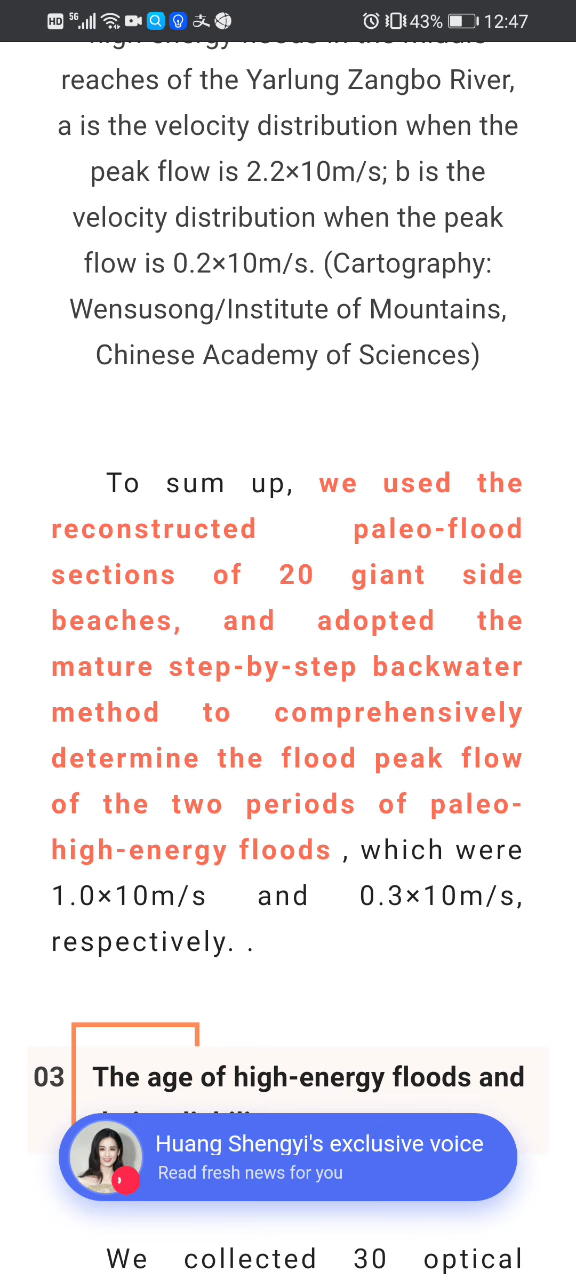 HD 5G 43% 12:47
reaches of the Yarlung Zangbo River,
a is the velocity distribution when the
peak flow is 2.2×10m/s; b is the
velocity distribution when the peak
flow is 0.2×10m/s. (Cartography:
Wensusong/Institute of Mountains,
Chinese Academy of Sciences)
To sum up, we used the
reconstructed paleo-flood
sections of 20 giant side
beaches, and adopted the
mature step-by-step backwater
method to comprehensively
determine the flood peak flow
of the two periods of paleo-
high-energy floods , which were
1.0×10m/s and 0.3×10m/s,
respectively. .
03 The age of high-energy floods and
Huang Shengyi's exclusive voice
Read fresh news for you
We collected 30 optical